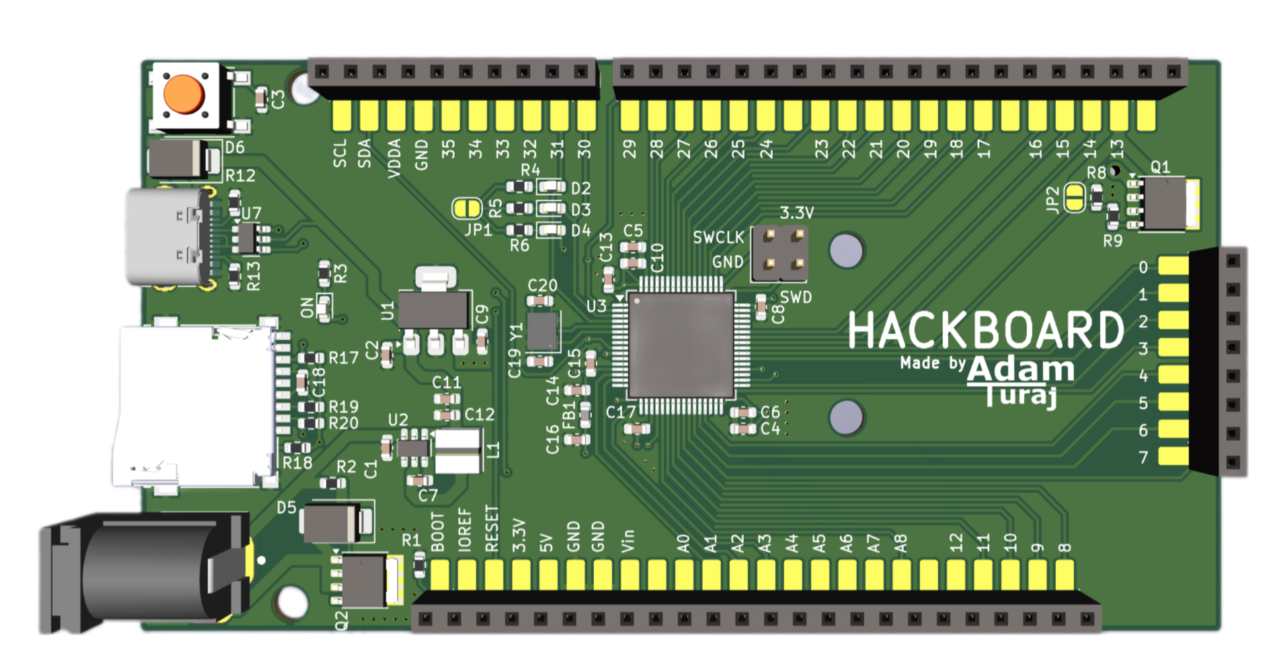 C3
D6
R12
U7
R13
R3
ON
SCL
SDA
VDDA
GND
35
34
33
32
31
30
29
28
27
26
25
24
23
22
21
20
19
18
17
16
15
14
13
R4
D2
R5
D3
JP1
R6
D4
C5
C13
C10
3.3V
SWCLK
GND
SWD
JP2
R8
Q1
R9
0
1
2
3
4
5
6
7
U1
C9
C2
C20
Y1
C19
C15
U3
C8
HACKBOARD
Made by Adam
Turaj
R17
C18
R19
R20
R18
C11
C12
U2
C1
L1
C7
C14
FB1
C16
C17
C6
C4
R2
D5
R1
Q2
BOOT
IOREF
RESET
3.3V
5V
GND
GND
Vin
A0
A1
A2
A3
A4
A5
A6
A7
A8
12
11
10
9
8